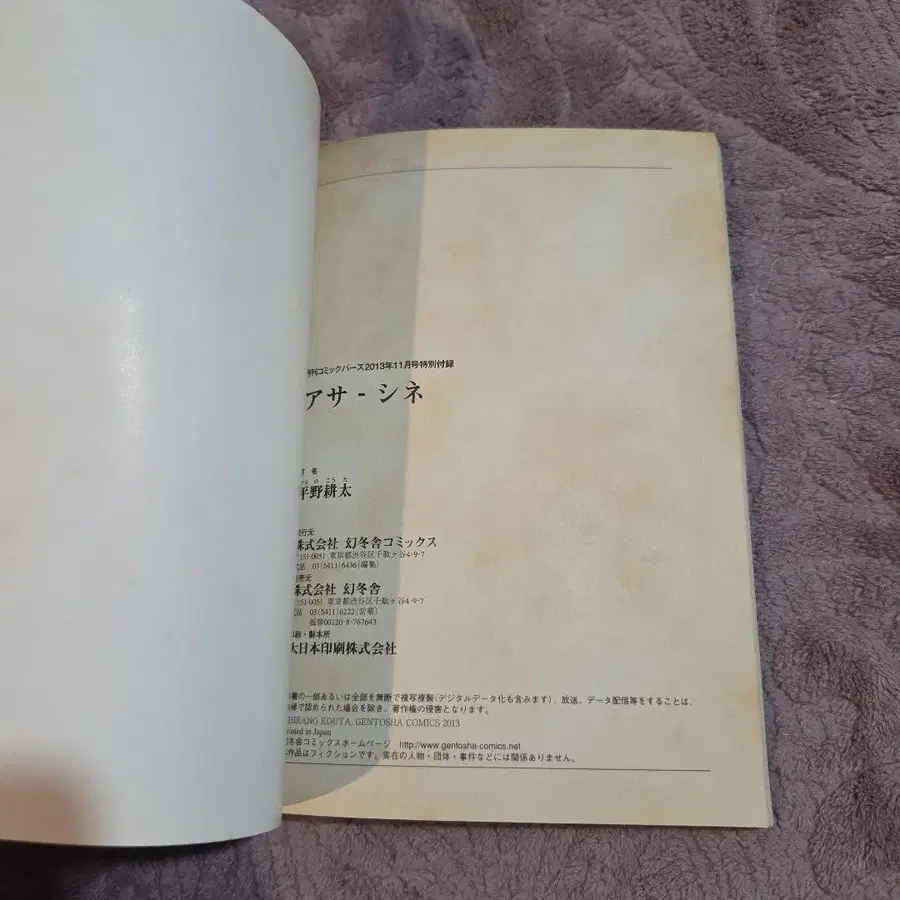 刊コミックバーズ2013年11月号特別付録
アサ-シネ
者
らの こうた
平野耕太
行元
株式会社 幻冬舎コミックス
〒151-0051 東京都渋谷区千駄ヶ谷4-9-7
電話 03(5411)6436(編集)
売元
株式会社 幻冬舎
151-0051 東京都渋谷区千駄ヶ谷4-9-7
03(5411)6222(営業)
振替00120-8-767643
印刷・製本所
大日本印刷株式会社
書の一部あるいは全部を無断で複写複製(デジタルデータ化も含みます)、放送、データ配信等をすることは、
律で認められた場合を除き、著作権の侵害となります。
HIRANO KOUTA, GENTOSHA COMICS 2013
Printed in Japan
幻冬舎コミックスホームページ http://www.gentosha-comics.net
作品はフィクションです。実在の人物・団体・事件などには関係ありません。